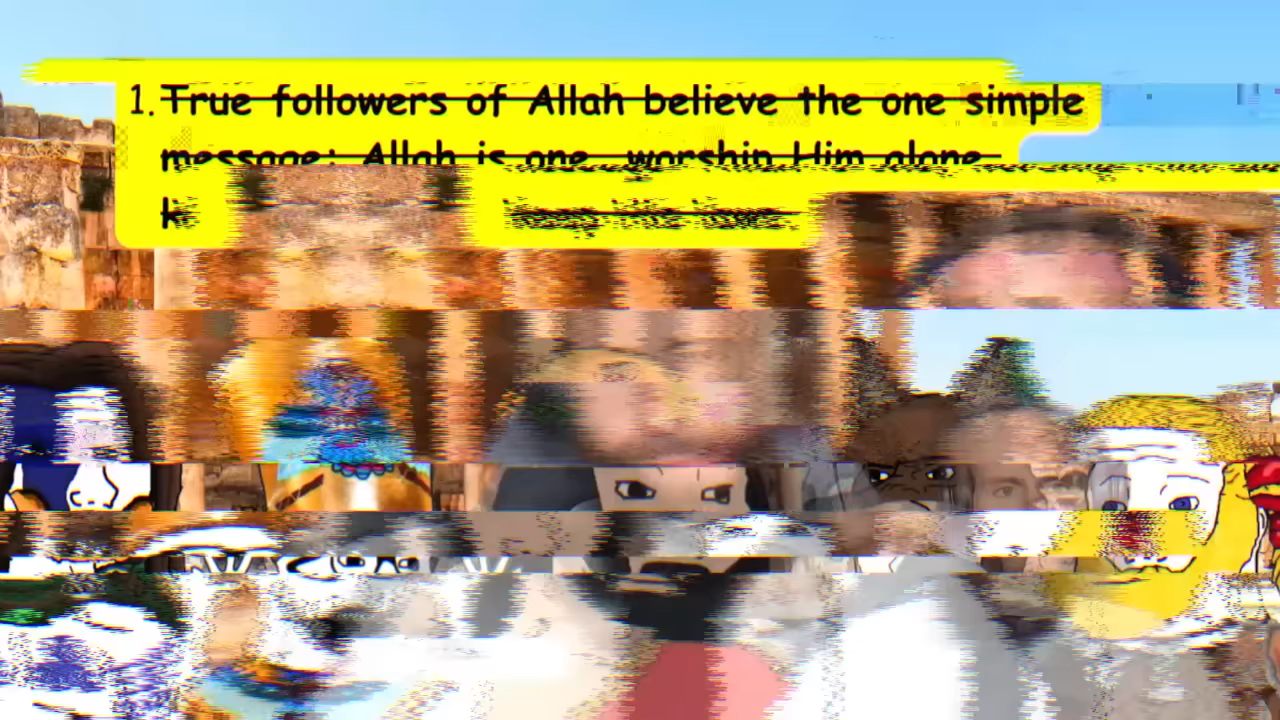 1. True followers of Allah believe the one simple
message: Allah is one, worship Him alone